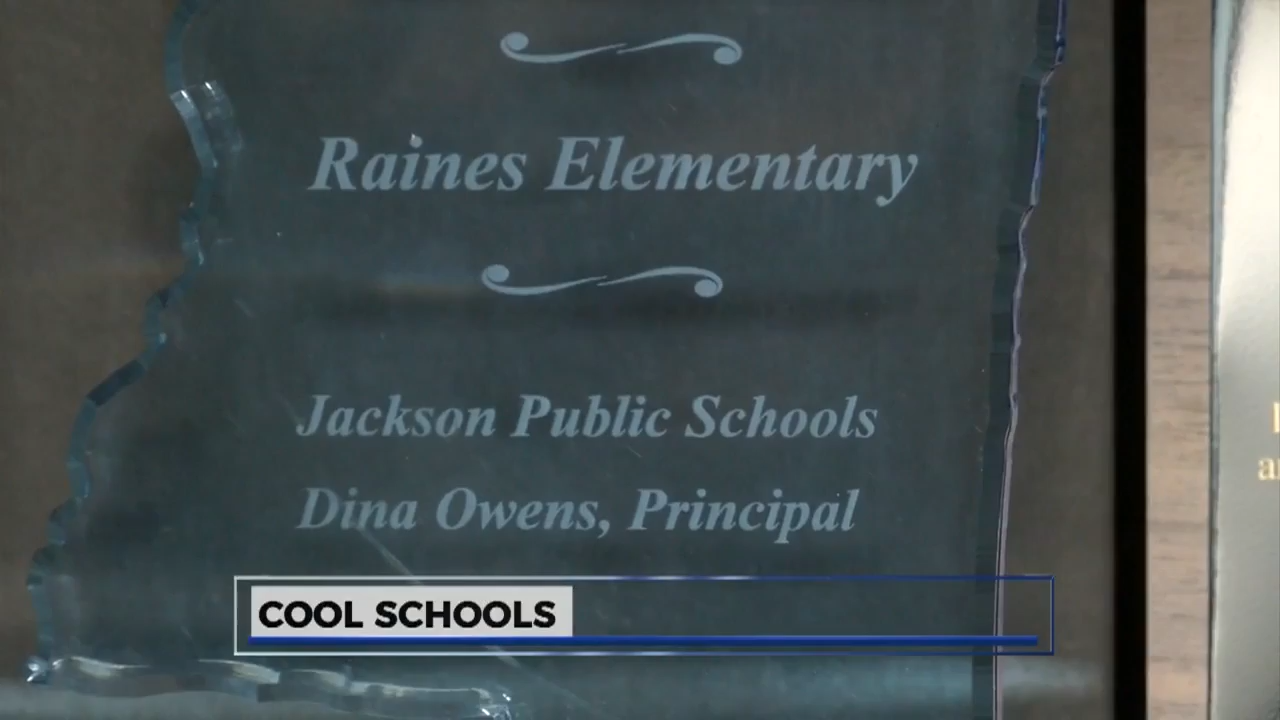 Raines Elementary
Jackson Public Schools
Dina Owens, Principal
COOL SCHOOLS